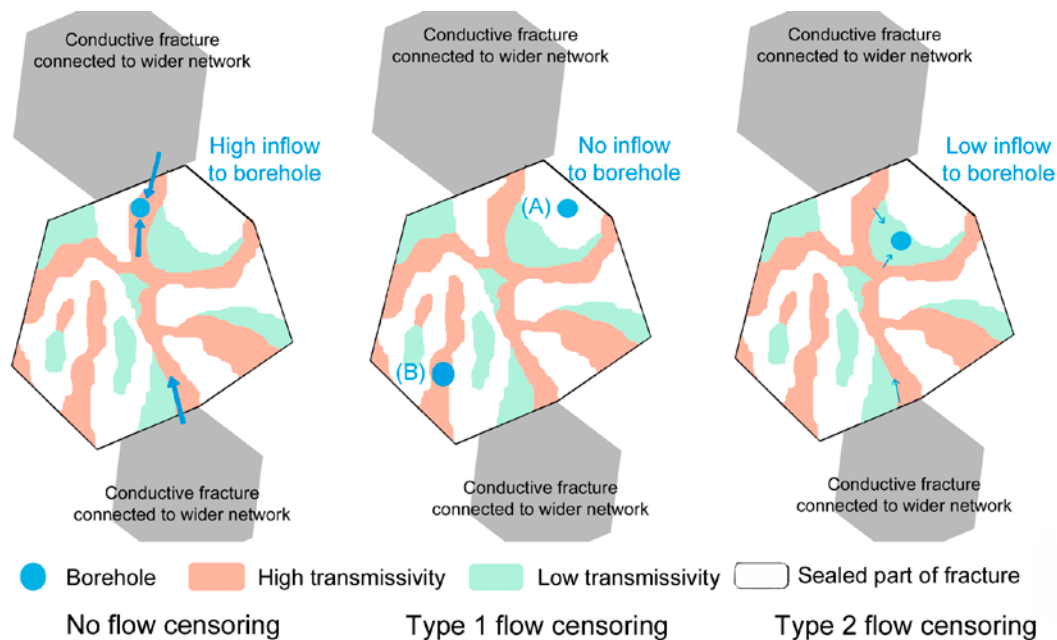 Conductive fracture
connected to wider network
High inflow
to borehole
Conductive fracture
connected to wider network
Conductive fracture
connected to wider network
No inflow
to borehole
(A)
(B)
Conductive fracture
connected to wider network
Conductive fracture
connected to wider network
Low inflow
to borehole
Conductive fracture
connected to wider network
Borehole
High transmissivity
Low transmissivity
Sealed part of fracture
No flow censoring
Type 1 flow censoring
Type 2 flow censoring